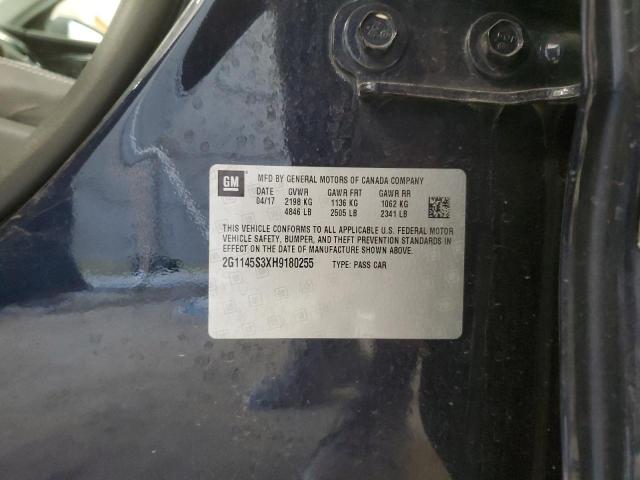 GM
MFD BY GENERAL MOTORS OF CANADA COMPANY
DATE GVWR GAWR FRT GAWR RR
04/17 2198 KG 1136 KG 1062 KG
4846 LB 2505 LB 2341 LB
THIS VEHICLE CONFORMS TO ALL APPLICABLE U.S. FEDERAL MOTOR
VEHICLE SAFETY, BUMPER, AND THEFT PREVENTION STANDARDS IN
EFFECT ON THE DATE OF MANUFACTURE SHOWN ABOVE.
2G1145S3XH9180255 TYPE: PASS CAR